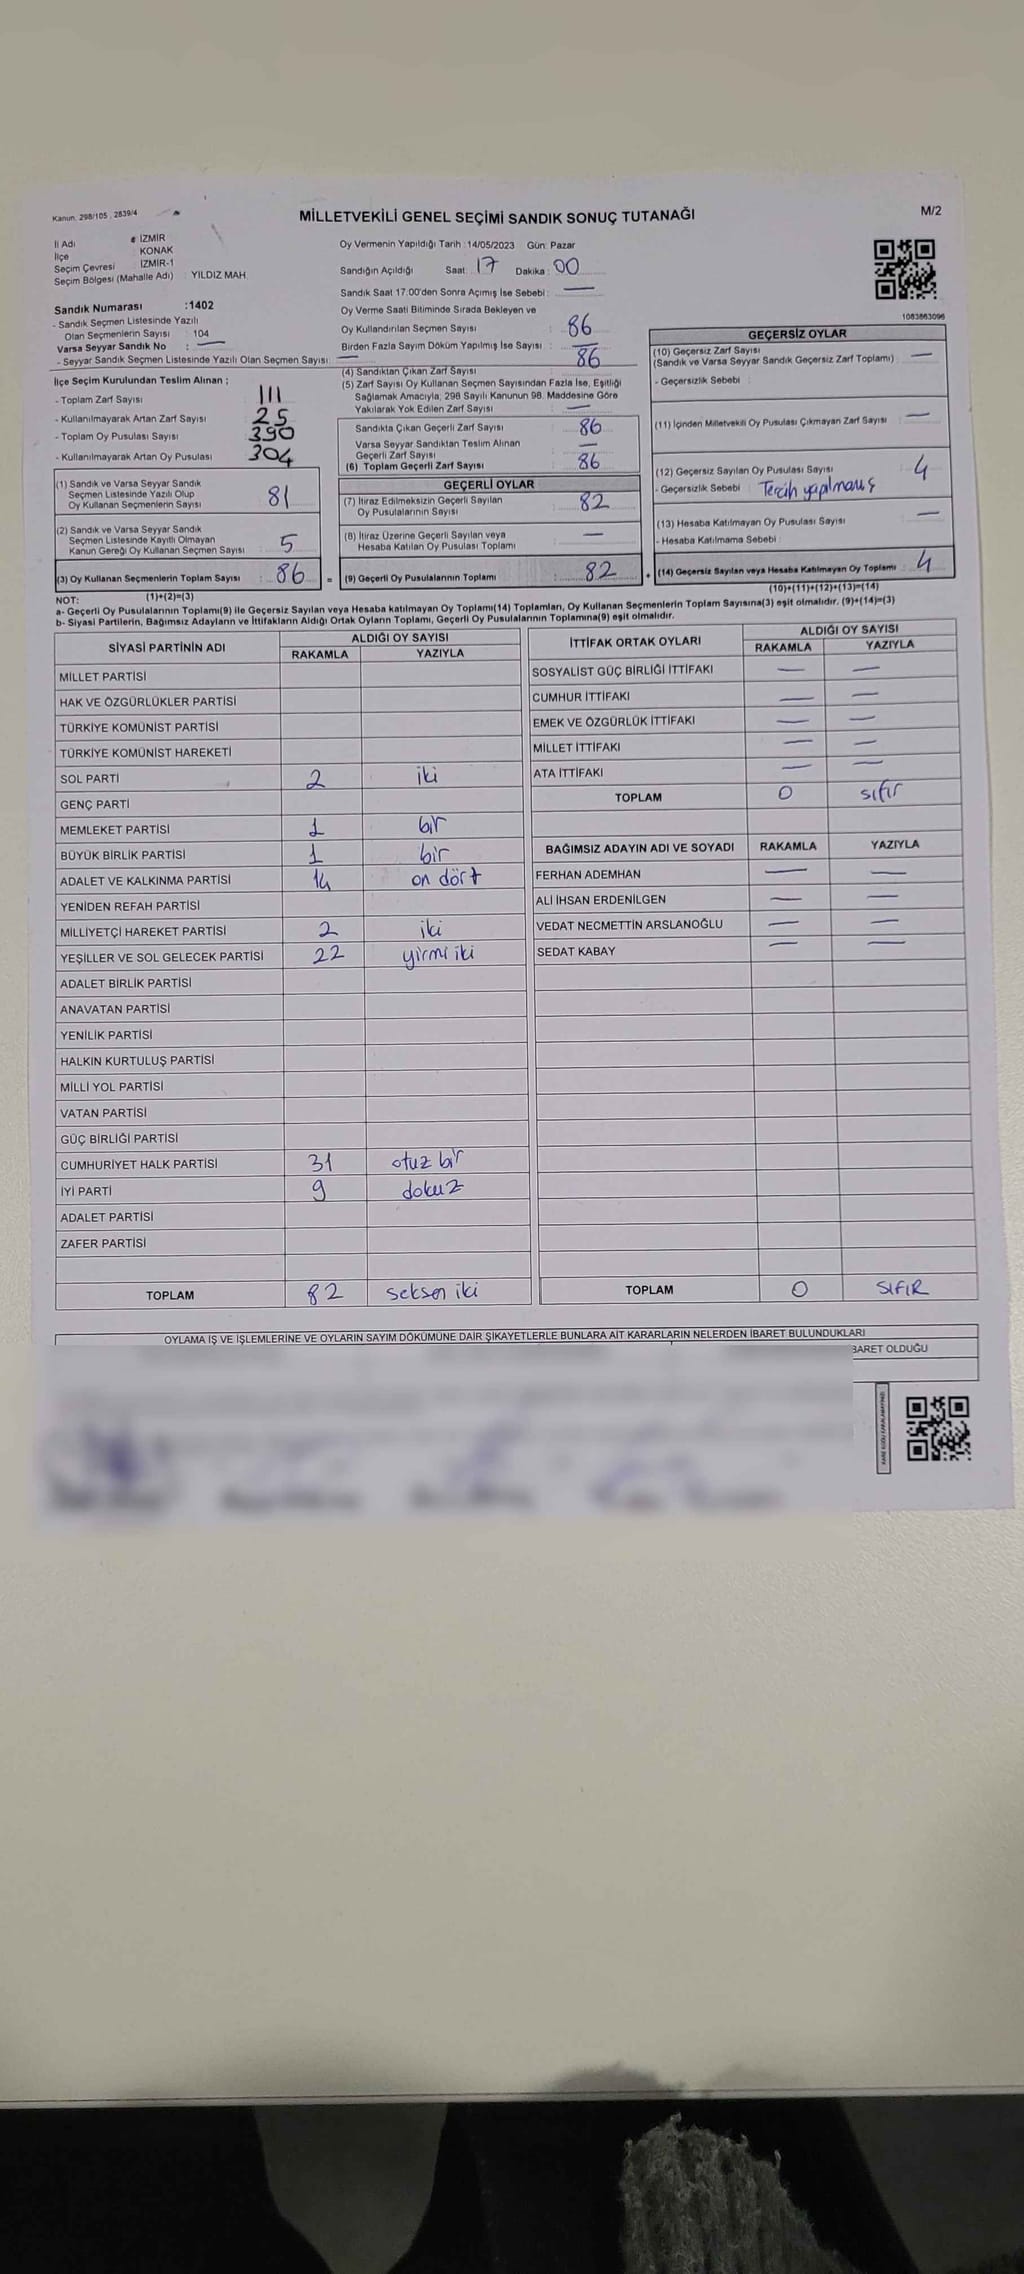 Kanun, 298/105 , 2839/4
MİLLETVEKİLİ GENEL SEÇİMİ SANDIK SONUÇ TUTANAĞI
M/2
İl Adı : İZMİR
İlçe : KONAK
Seçim Çevresi : İZMİR-1
Seçim Bölgesi (Mahalle Adı) : YILDIZ MAH.
Sandık Numarası :1402
- Sandık Seçmen Listesinde Yazılı
Olan Seçmenlerin Sayısı : 104
Varsa Seyyar Sandık No : —
- Seyyar Sandık Seçmen Listesinde Yazılı Olan Seçmen Sayısı : —
Oy Vermenin Yapıldığı Tarih :14/05/2023 Gün: Pazar
Sandığın Açıldığı Saat: 17 Dakika: 00
Sandık Saat 17.00'den Sonra Açımış İse Sebebi : —
Oy Verme Saati Bitiminde Sırada Bekleyen ve
Oy Kullandırılan Seçmen Sayısı : 86
Birden Fazla Sayım Döküm Yapılmış İse Sayısı : —
1083863096
İlçe Seçim Kurulundan Teslim Alınan ;
- Toplam Zarf Sayısı 111
- Kullanılmayarak Artan Zarf Sayısı 25
- Toplam Oy Pusulası Sayısı 390
- Kullanılmayarak Artan Oy Pusulası 304
(1) Sandık ve Varsa Seyyar Sandık
Seçmen Listesinde Yazılı Olup
Oy Kullanan Seçmenlerin Sayısı : 81
(2) Sandık ve Varsa Seyyar Sandık
Seçmen Listesinde Kayıtlı Olmayan
Kanun Gereği Oy Kullanan Seçmen Sayısı : 5
(3) Oy Kullanan Seçmenlerin Toplam Sayısı : 86 =
(4) Sandıktan Çıkan Zarf Sayısı : 86
(5) Zarf Sayısı Oy Kullanan Seçmen Sayısından Fazla İse, Eşitliği
Sağlamak Amacıyla, 298 Sayılı Kanunun 98. Maddesine Göre
Yakılarak Yok Edilen Zarf Sayısı : —
Sandıkta Çıkan Geçerli Zarf Sayısı : 86
Varsa Seyyar Sandıktan Teslim Alınan
Geçerli Zarf Sayısı : —
(6) Toplam Geçerli Zarf Sayısı : 86
GEÇERLİ OYLAR
(7) İtiraz Edilmeksizin Geçerli Sayılan
Oy Pusulalarının Sayısı : 82
(8) İtiraz Üzerine Geçerli Sayılan veya
Hesaba Katılan Oy Pusulası Toplamı : —
(9) Geçerli Oy Pusulalarının Toplamı : 82 +
GEÇERSİZ OYLAR
(10) Geçersiz Zarf Sayısı
(Sandık ve Varsa Seyyar Sandık Geçersiz Zarf Toplamı) : —
- Geçersizlik Sebebi :
(11) İçinden Milletvekili Oy Pusulası Çıkmayan Zarf Sayısı : —
(12) Geçersiz Sayılan Oy Pusulası Sayısı : 4
- Geçersizlik Sebebi : Tercih yapılmamış
(13) Hesaba Katılmayan Oy Pusulası Sayısı : —
- Hesaba Katılmama Sebebi :
(14) Geçersiz Sayılan veya Hesaba Katılmayan Oy Toplamı : 4
NOT: (1)+(2)=(3) (10)+(11)+(12)+(13)=(14)
a- Geçerli Oy Pusulalarının Toplamı(9) ile Geçersiz Sayılan veya Hesaba katılmayan Oy Toplamı(14) Toplamları, Oy Kullanan Seçmenlerin Toplam Sayısına(3) eşit olmalıdır. (9)+(14)=(3)
b- Siyasi Partilerin, Bağımsız Adayların ve İttifakların Aldığı Ortak Oyların Toplamı, Geçerli Oy Pusulalarının Toplamına(9) eşit olmalıdır.
SİYASİ PARTİNİN ADI ALDIĞI OY SAYISI
RAKAMLA YAZIYLA
MİLLET PARTİSİ
HAK VE ÖZGÜRLÜKLER PARTİSİ
TÜRKİYE KOMÜNİST PARTİSİ
TÜRKİYE KOMÜNİST HAREKETİ
SOL PARTİ 2 iki
GENÇ PARTİ
MEMLEKET PARTİSİ 1 bir
BÜYÜK BİRLİK PARTİSİ 1 bir
ADALET VE KALKINMA PARTİSİ 14 on dört
YENİDEN REFAH PARTİSİ
MİLLİYETÇİ HAREKET PARTİSİ 2 iki
YEŞİLLER VE SOL GELECEK PARTİSİ 22 yirmi iki
ADALET BİRLİK PARTİSİ
ANAVATAN PARTİSİ
YENİLİK PARTİSİ
HALKIN KURTULUŞ PARTİSİ
MİLLİ YOL PARTİSİ
VATAN PARTİSİ
GÜÇ BİRLİĞİ PARTİSİ
CUMHURİYET HALK PARTİSİ 31 otuz bir
İYİ PARTİ 9 dokuz
ADALET PARTİSİ
ZAFER PARTİSİ
TOPLAM 82 seksen iki
İTTİFAK ORTAK OYLARI ALDIĞI OY SAYISI
RAKAMLA YAZIYLA
SOSYALİST GÜÇ BİRLİĞİ İTTİFAKI — —
CUMHUR İTTİFAKI — —
EMEK VE ÖZGÜRLÜK İTTİFAKI — —
MİLLET İTTİFAKI — —
ATA İTTİFAKI — —
TOPLAM 0 sıfır
BAĞIMSIZ ADAYIN ADI VE SOYADI RAKAMLA YAZIYLA
FERHAN ADEMHAN — —
ALİ İHSAN ERDENİLGEN — —
VEDAT NECMETTİN ARSLANOĞLU — —
SEDAT KABAY — —
TOPLAM 0 SIFIR
OYLAMA İŞ VE İŞLEMLERİNE VE OYLARIN SAYIM DÖKÜMÜNE DAİR ŞİKAYETLERLE BUNLARA AİT KARARLARIN NELERDEN İBARET BULUNDUKLARI
BARET OLDUĞU